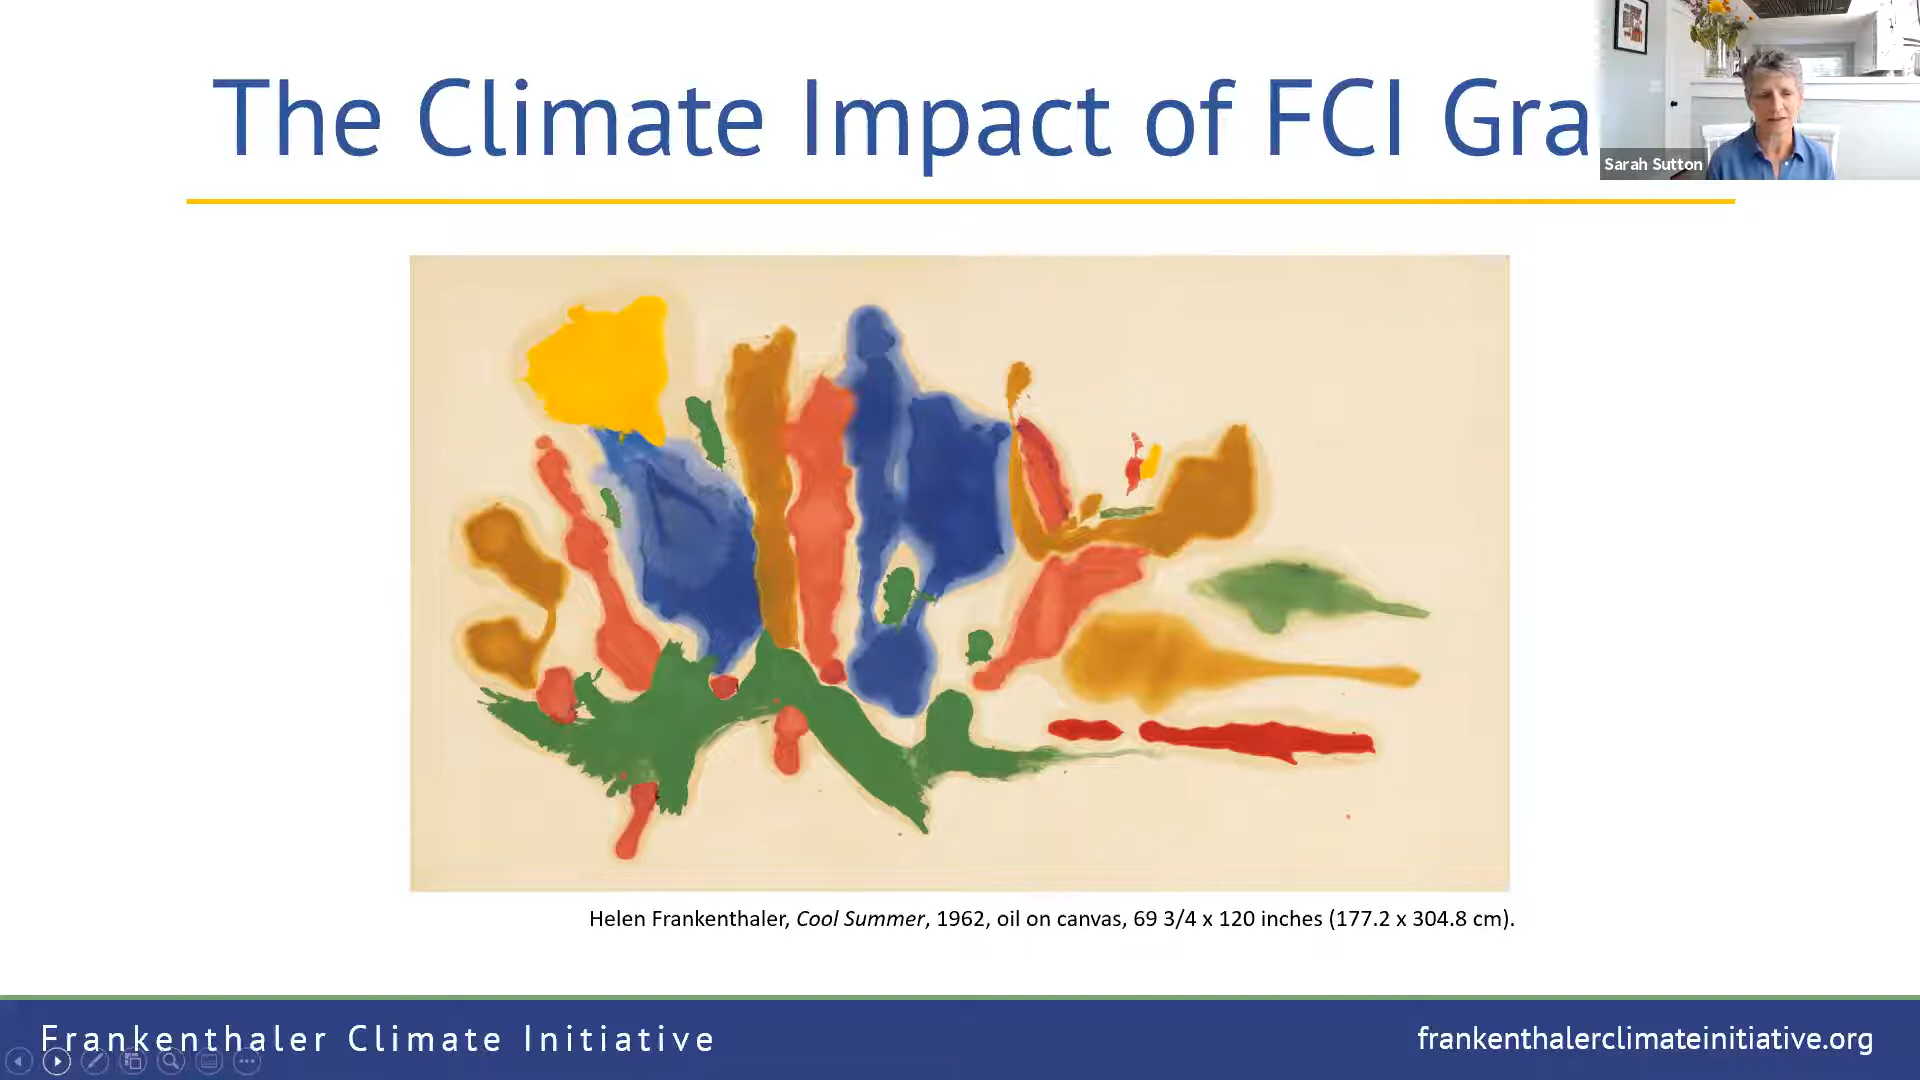 The Climate Impact of FCI Gra
Sarah Sutton
Helen Frankenthaler, Cool Summer, 1962, oil on canvas, 69 3/4 x 120 inches (177.2 x 304.8 cm).
Frankenthaler Climate Initiative
frankenthalerclimateinitiative.org